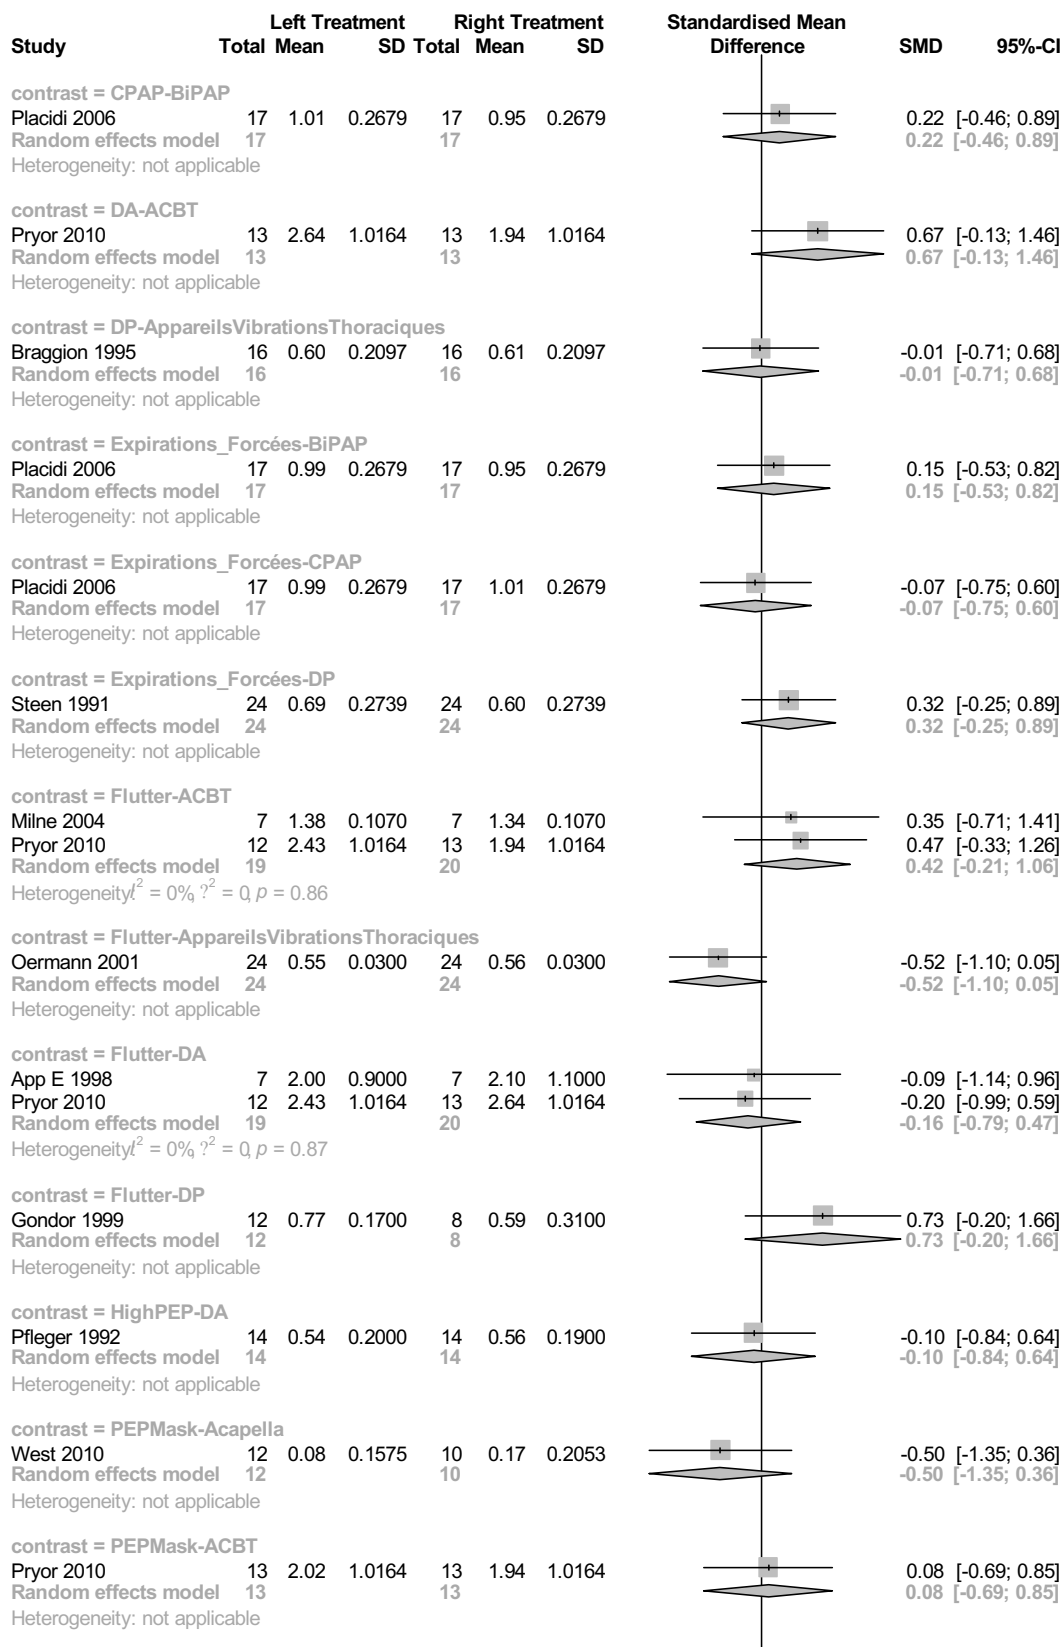 Left Treatment Right Treatment Standardised Mean
Study Total Mean SD Total Mean SD Difference SMD 95%-CI
contrast = CPAP-BiPAP
Placidi 2006 17 1.01 0.2679 17 0.95 0.2679 0.22 [-0.46; 0.89]
Random effects model 17 17 0.22 [-0.46; 0.89]
Heterogeneity: not applicable
contrast = DA-ACBT
Pryor 2010 13 2.64 1.0164 13 1.94 1.0164 0.67 [-0.13; 1.46]
Random effects model 13 13 0.67 [-0.13; 1.46]
Heterogeneity: not applicable
contrast = DP-AppareilsVibrationsThoraciques
Braggion 1995 16 0.60 0.2097 16 0.61 0.2097 -0.01 [-0.71; 0.68]
Random effects model 16 16 -0.01 [-0.71; 0.68]
Heterogeneity: not applicable
contrast = Expirations_Forcées-BiPAP
Placidi 2006 17 0.99 0.2679 17 0.95 0.2679 0.15 [-0.53; 0.82]
Random effects model 17 17 0.15 [-0.53; 0.82]
Heterogeneity: not applicable
contrast = Expirations_Forcées-CPAP
Placidi 2006 17 0.99 0.2679 17 1.01 0.2679 -0.07 [-0.75; 0.60]
Random effects model 17 17 -0.07 [-0.75; 0.60]
Heterogeneity: not applicable
contrast = Expirations_Forcées-DP
Steen 1991 24 0.69 0.2739 24 0.60 0.2739 0.32 [-0.25; 0.89]
Random effects model 24 24 0.32 [-0.25; 0.89]
Heterogeneity: not applicable
contrast = Flutter-ACBT
Milne 2004 7 1.38 0.1070 7 1.34 0.1070 0.35 [-0.71; 1.41]
Pryor 2010 12 2.43 1.0164 13 1.94 1.0164 0.47 [-0.33; 1.26]
Random effects model 19 20 0.42 [-0.21; 1.06]
Heterogeneity: I² = 0%, ?² = 0, p = 0.86
contrast = Flutter-AppareilsVibrationsThoraciques
Oermann 2001 24 0.55 0.0300 24 0.56 0.0300 -0.52 [-1.10; 0.05]
Random effects model 24 24 -0.52 [-1.10; 0.05]
Heterogeneity: not applicable
contrast = Flutter-DA
App E 1998 7 2.00 0.9000 7 2.10 1.1000 -0.09 [-1.14; 0.96]
Pryor 2010 12 2.43 1.0164 13 2.64 1.0164 -0.20 [-0.99; 0.59]
Random effects model 19 20 -0.16 [-0.79; 0.47]
Heterogeneity: I² = 0%, ?² = 0, p = 0.87
contrast = Flutter-DP
Gondor 1999 12 0.77 0.1700 8 0.59 0.3100 0.73 [-0.20; 1.66]
Random effects model 12 8 0.73 [-0.20; 1.66]
Heterogeneity: not applicable
contrast = HighPEP-DA
Pfleger 1992 14 0.54 0.2000 14 0.56 0.1900 -0.10 [-0.84; 0.64]
Random effects model 14 14 -0.10 [-0.84; 0.64]
Heterogeneity: not applicable
contrast = PEPMask-Acapella
West 2010 12 0.08 0.1575 10 0.17 0.2053 -0.50 [-1.35; 0.36]
Random effects model 12 10 -0.50 [-1.35; 0.36]
Heterogeneity: not applicable
contrast = PEPMask-ACBT
Pryor 2010 13 2.02 1.0164 13 1.94 1.0164 0.08 [-0.69; 0.85]
Random effects model 13 13 0.08 [-0.69; 0.85]
Heterogeneity: not applicable